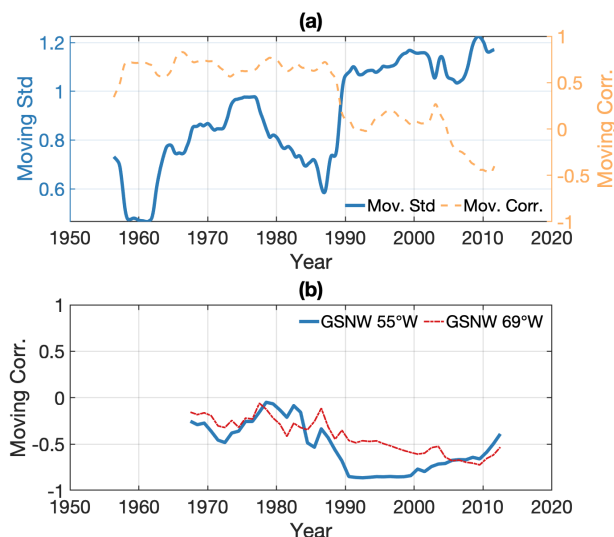 (a)
1.2
1
0.8
0.6
Moving Std
1
0.5
0
-0.5
-1
Moving Corr.
Mov. Std
Mov. Corr.
1950 1960 1970 1980 1990 2000 2010 2020
Year
(b)
1
0.5
0
-0.5
-1
Moving Corr.
GSNW 55°W
GSNW 69°W
1950 1960 1970 1980 1990 2000 2010 2020
Year